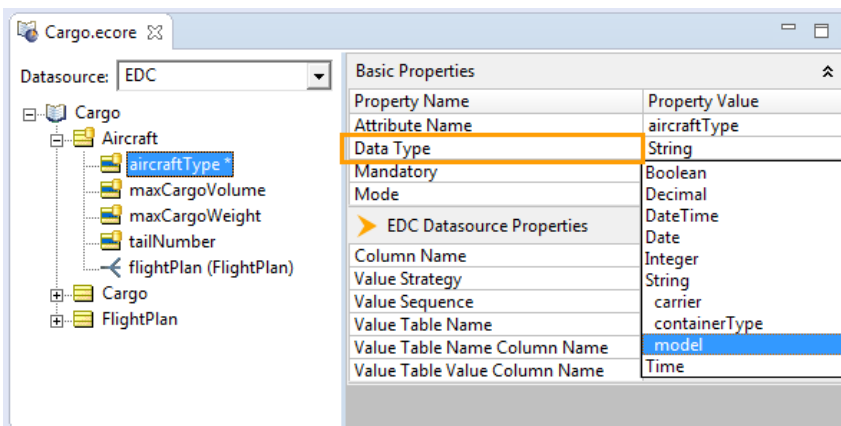 Cargo.ecore
Datasource: EDC
Cargo
Aircraft
aircraftType *
maxCargoVolume
maxCargoWeight
tailNumber
flightPlan (FlightPlan)
Cargo
FlightPlan
Basic Properties
Property Name Property Value
Attribute Name aircraftType
Data Type String
Mandatory
Mode
EDC Datasource Properties
Column Name
Value Strategy
Value Sequence
Value Table Name
Value Table Name Column Name
Value Table Value Column Name
Boolean
Decimal
DateTime
Date
Integer
String
carrier
containerType
model
Time